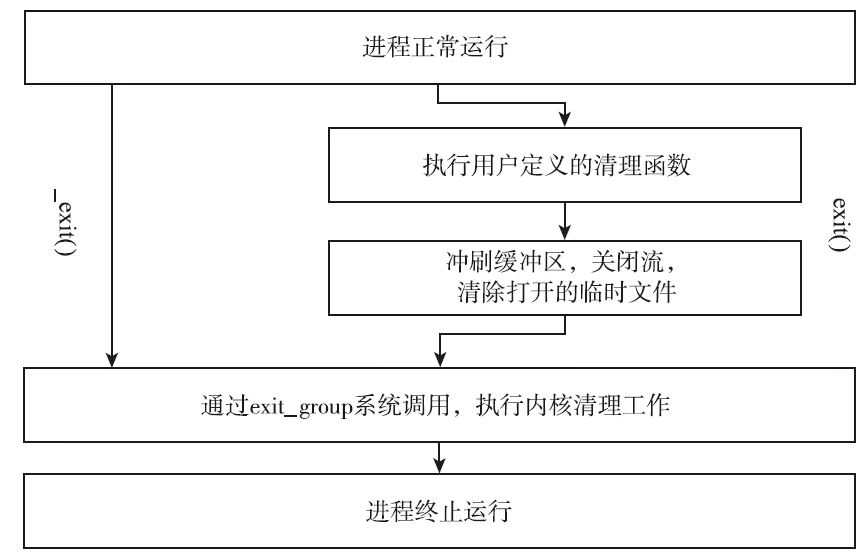 进程正常运行
执行用户定义的清理函数
_exit()
exit()
冲刷缓冲区，关闭流，
清除打开的临时文件
通过exit_group系统调用，执行内核清理工作
进程终止运行